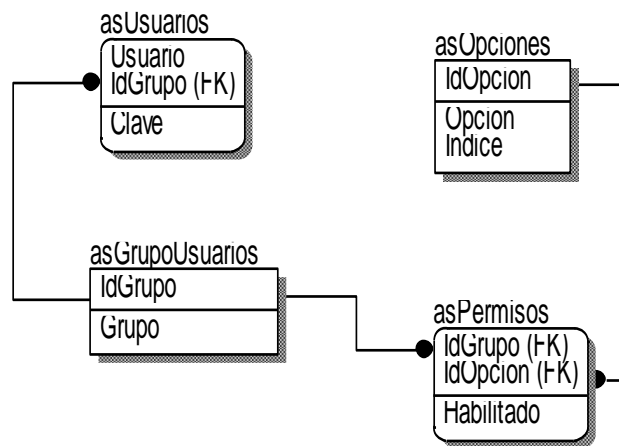 asUsuarios
Usuario
IdGrupo (FK)
Clave
asOpciones
IdOpcion
Opcion
Indice
asGrupoUsuarios
IdGrupo
Grupo
asPermisos
IdGrupo (FK)
IdOpcion (FK)
Habilitado